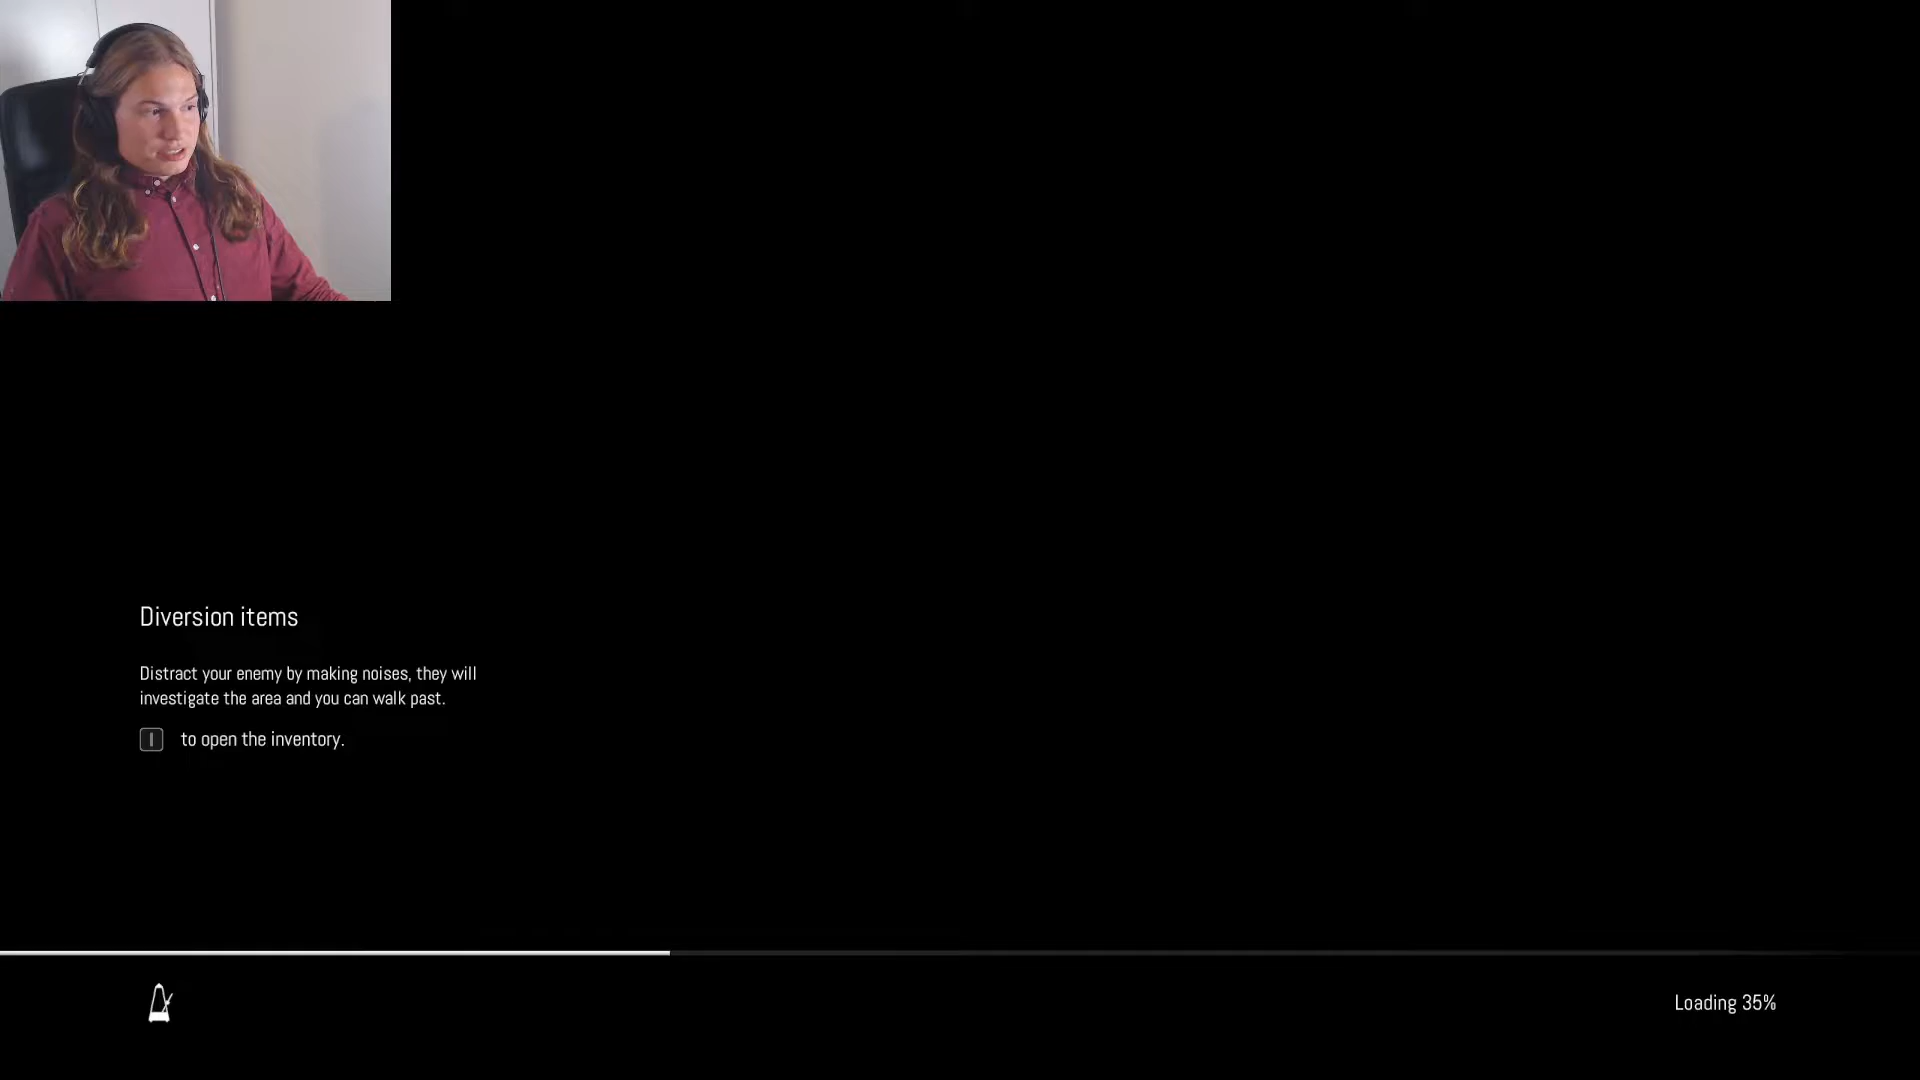 Diversion items
Distract your enemy by making noises, they will
investigate the area and you can walk past.
I to open the inventory.
Loading 35%